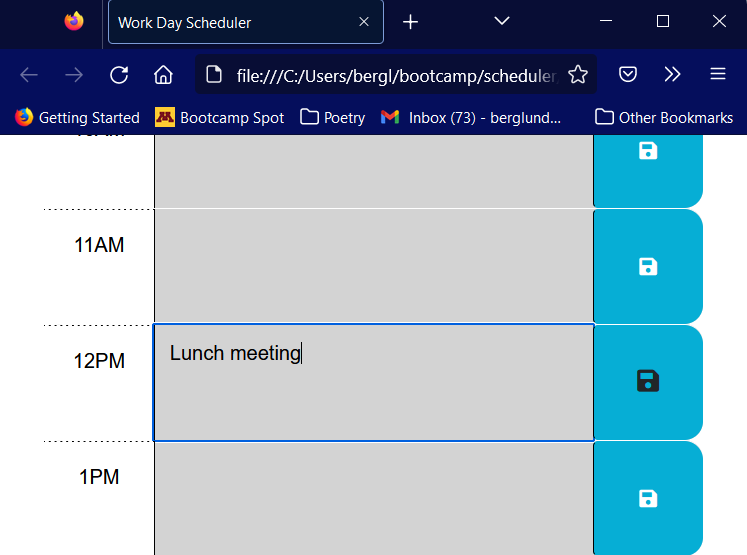 Work Day Scheduler
file:///C:/Users/bergl/bootcamp/scheduler
Getting Started
Bootcamp Spot
Poetry
Inbox (73) - berglund...
Other Bookmarks
11AM
12PM
Lunch meeting
1PM